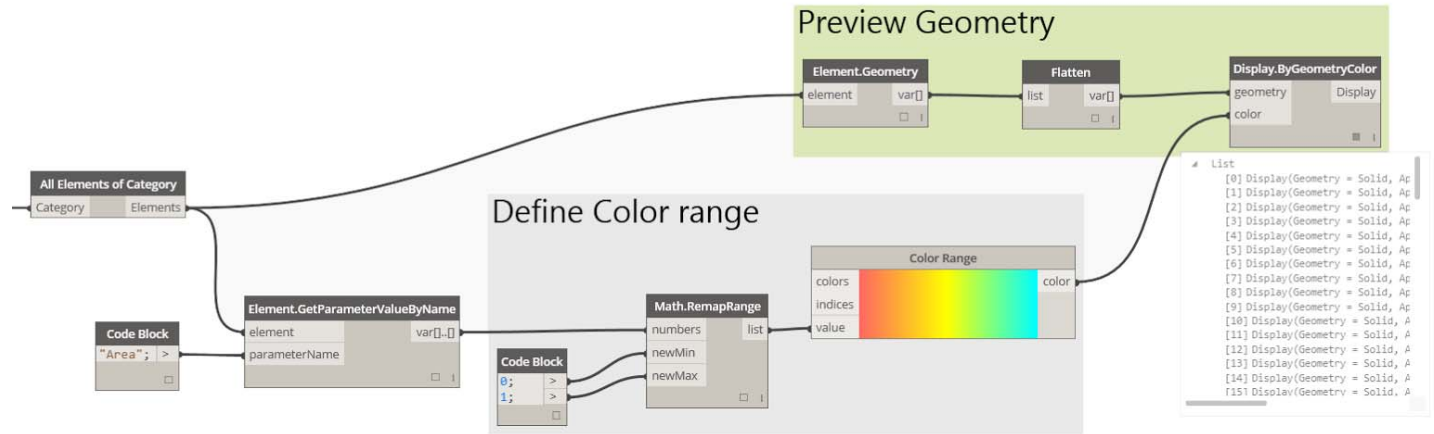 Preview Geometry
Element.Geometry
element var[]
Flatten
list var[]
Display.ByGeometryColor
geometry Display
color
All Elements of Category
Category Elements
Define Color range
Color Range
colors color
indices
value
Element.GetParameterValueByName
element var[]..[]
parameterName
Code Block
"Area"; >
Math.RemapRange
numbers list
newMin
newMax
Code Block
0; >
1; >
List
[0] Display(Geometry = Solid, Ap
[1] Display(Geometry = Solid, Ap
[2] Display(Geometry = Solid, Ap
[3] Display(Geometry = Solid, Ap
[4] Display(Geometry = Solid, Ap
[5] Display(Geometry = Solid, Ap
[6] Display(Geometry = Solid, Ap
[7] Display(Geometry = Solid, Ap
[8] Display(Geometry = Solid, Ap
[9] Display(Geometry = Solid, Ap
[10] Display(Geometry = Solid, A
[11] Display(Geometry = Solid, A
[12] Display(Geometry = Solid, A
[13] Display(Geometry = Solid, A
[14] Display(Geometry = Solid, A
[15] Display(Geometry = Solid, A